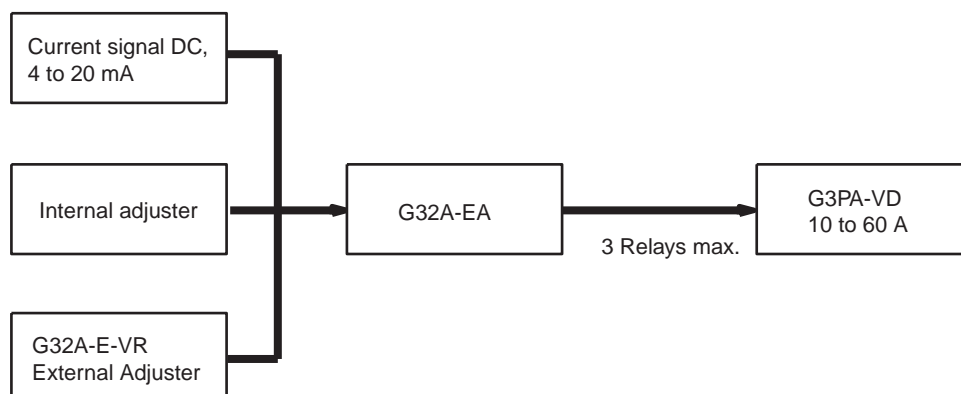 Current signal DC,
4 to 20 mA
Internal adjuster
G32A-E-VR
External Adjuster
G32A-EA
3 Relays max.
G3PA-VD
10 to 60 A